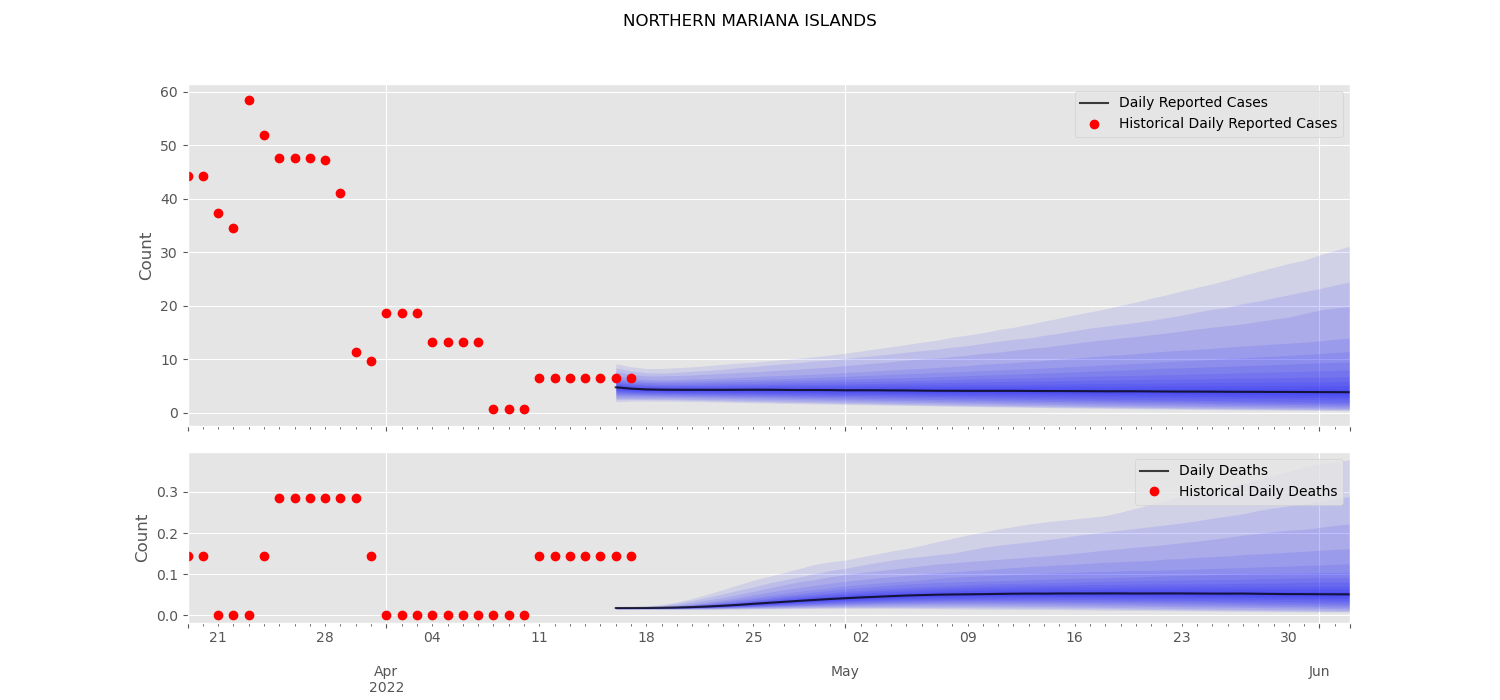 NORTHERN MARIANA ISLANDS
60
50
40
30
20
10
0
Count
Daily Reported Cases
Historical Daily Reported Cases
0.3
0.2
0.1
0.0
Count
Daily Deaths
Historical Daily Deaths
21 28 04 11 18 25 02 09 16 23 30
Apr May Jun
2022